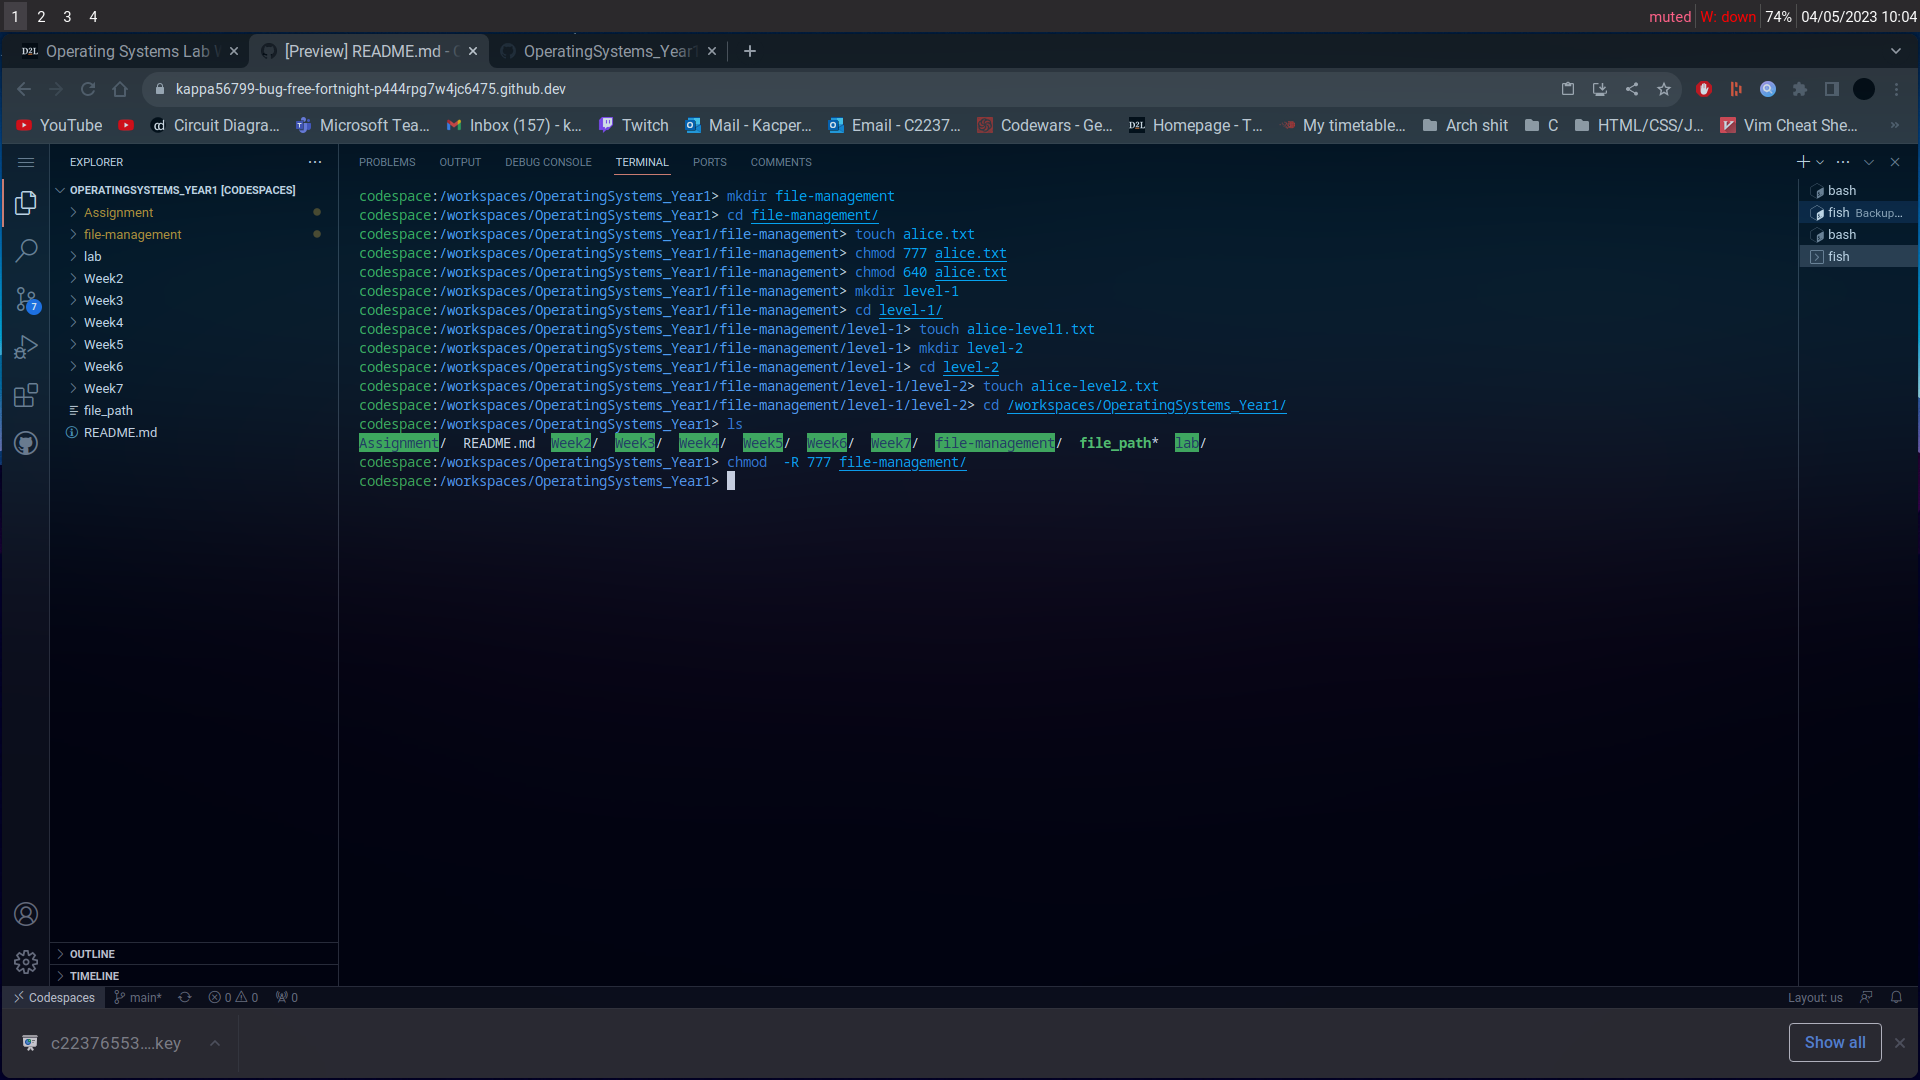 1 2 3 4 muted W: down 74% 04/05/2023 10:04
D2L Operating Systems Lab [Preview] README.md - OperatingSystems_Year1
kappa56799-bug-free-fortnight-p444rpg7w4jc6475.github.dev
YouTube Circuit Diagra... Microsoft Tea... Inbox (157) - k... Twitch Mail - Kacper... Email - C2237... Codewars - Ge... D2L Homepage - T... My timetable... Arch shit C HTML/CSS/J... Vim Cheat She... »
EXPLORER ···
OPERATINGSYSTEMS_YEAR1 [CODESPACES]
Assignment
file-management
lab
Week2
Week3
7
Week4
Week5
Week6
Week7
file_path
README.md
OUTLINE
TIMELINE
PROBLEMS OUTPUT DEBUG CONSOLE TERMINAL PORTS COMMENTS
codespace:/workspaces/OperatingSystems_Year1> mkdir file-management
codespace:/workspaces/OperatingSystems_Year1> cd file-management/
codespace:/workspaces/OperatingSystems_Year1/file-management> touch alice.txt
codespace:/workspaces/OperatingSystems_Year1/file-management> chmod 777 alice.txt
codespace:/workspaces/OperatingSystems_Year1/file-management> chmod 640 alice.txt
codespace:/workspaces/OperatingSystems_Year1/file-management> mkdir level-1
codespace:/workspaces/OperatingSystems_Year1/file-management> cd level-1/
codespace:/workspaces/OperatingSystems_Year1/file-management/level-1> touch alice-level1.txt
codespace:/workspaces/OperatingSystems_Year1/file-management/level-1> mkdir level-2
codespace:/workspaces/OperatingSystems_Year1/file-management/level-1> cd level-2
codespace:/workspaces/OperatingSystems_Year1/file-management/level-1/level-2> touch alice-level2.txt
codespace:/workspaces/OperatingSystems_Year1/file-management/level-1/level-2> cd /workspaces/OperatingSystems_Year1/
codespace:/workspaces/OperatingSystems_Year1> ls
Assignment/ README.md Week2/ Week3/ Week4/ Week5/ Week6/ Week7/ file-management/ file_path* lab/
codespace:/workspaces/OperatingSystems_Year1> chmod  -R 777 file-management/
codespace:/workspaces/OperatingSystems_Year1>
bash
fish Backup...
bash
fish
Codespaces main* 0 0 0 Layout: us
c22376553....key Show all